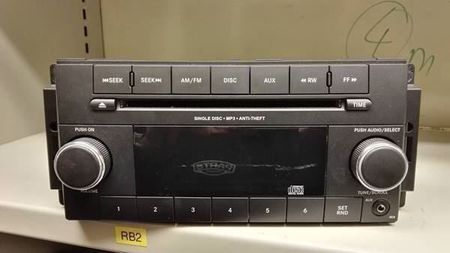 4 m
|◄◄SEEK SEEK►►| AM/FM DISC AUX ◄◄RW FF►►
TIME
SINGLE DISC • MP3 • ANTI-THEFT
PUSH-ON PUSH AUDIO/SELECT
TUNE/SCROLL
1 2 3 4 5 6 SET RND AUX
RB2